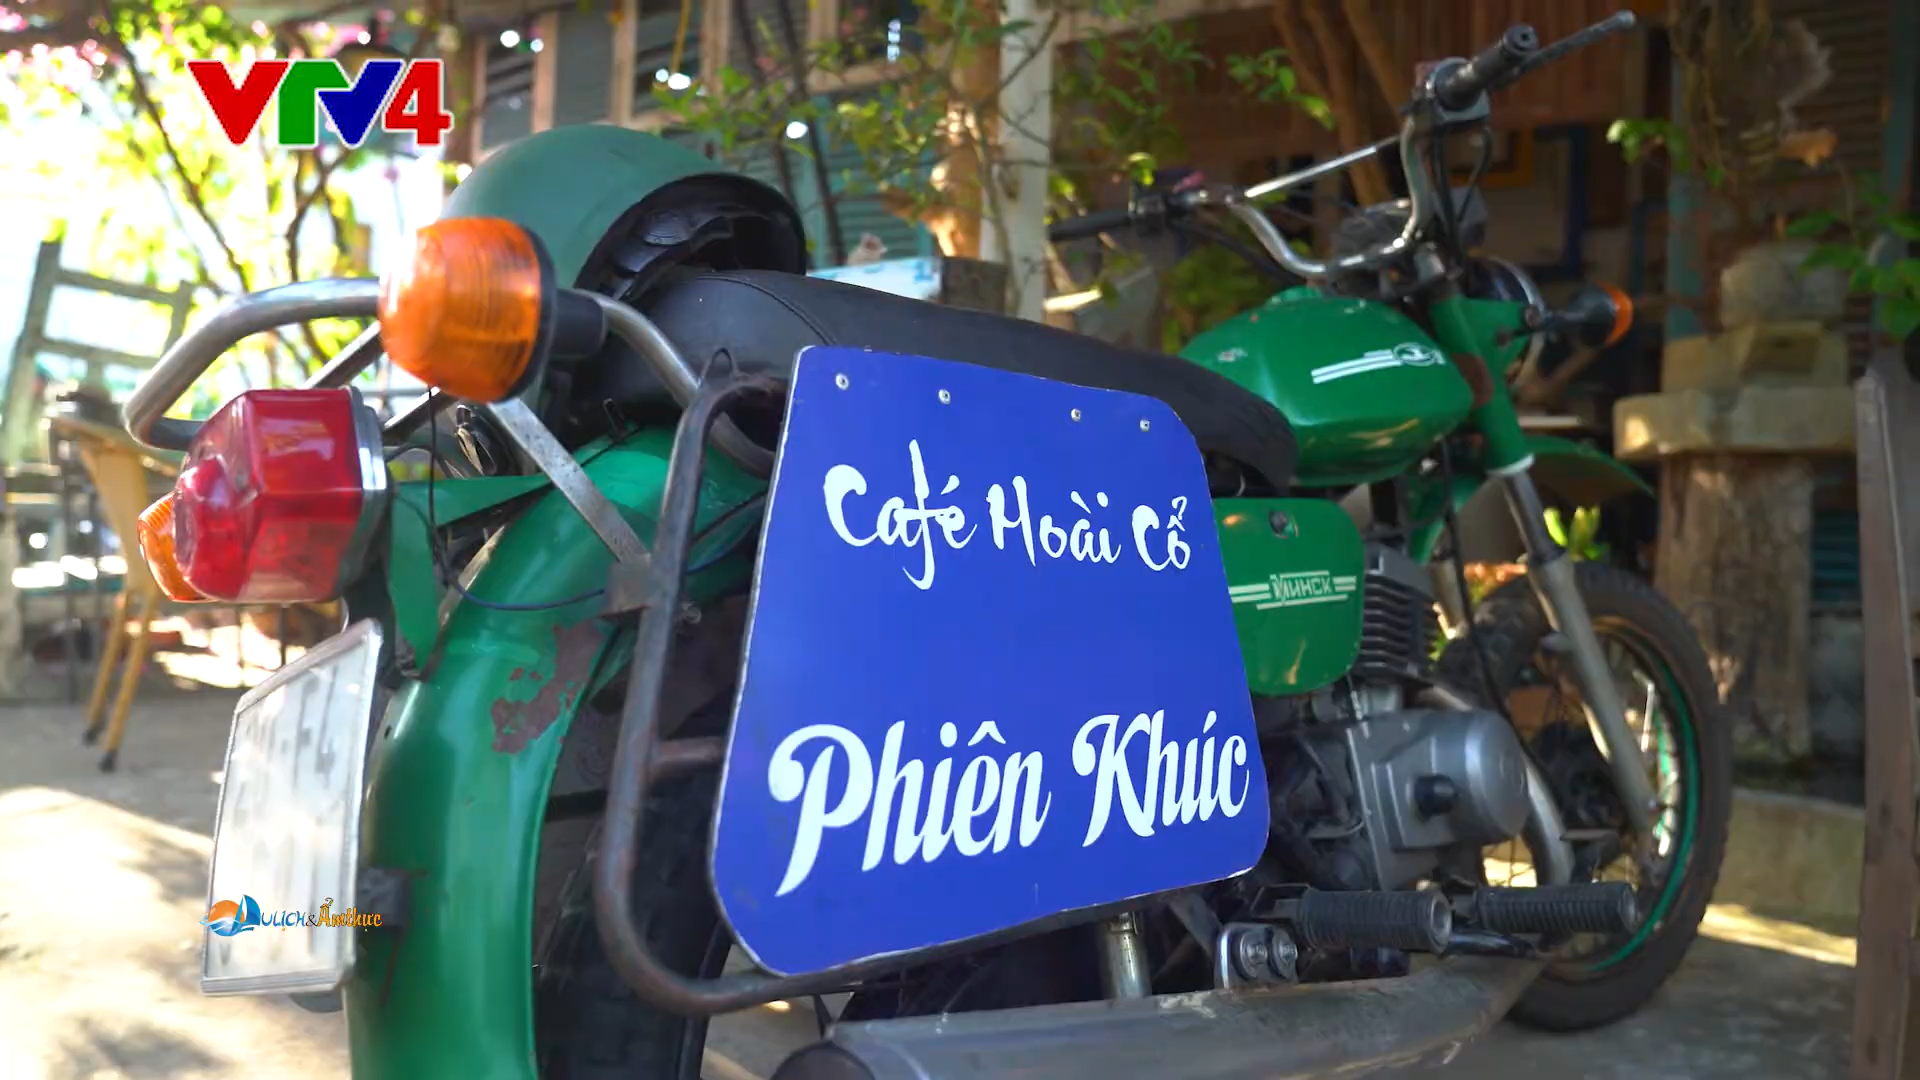 VTV4
Café Hoài Cổ
МИНСК
Phiên Khúc
DULỊCH&Ẩmthực